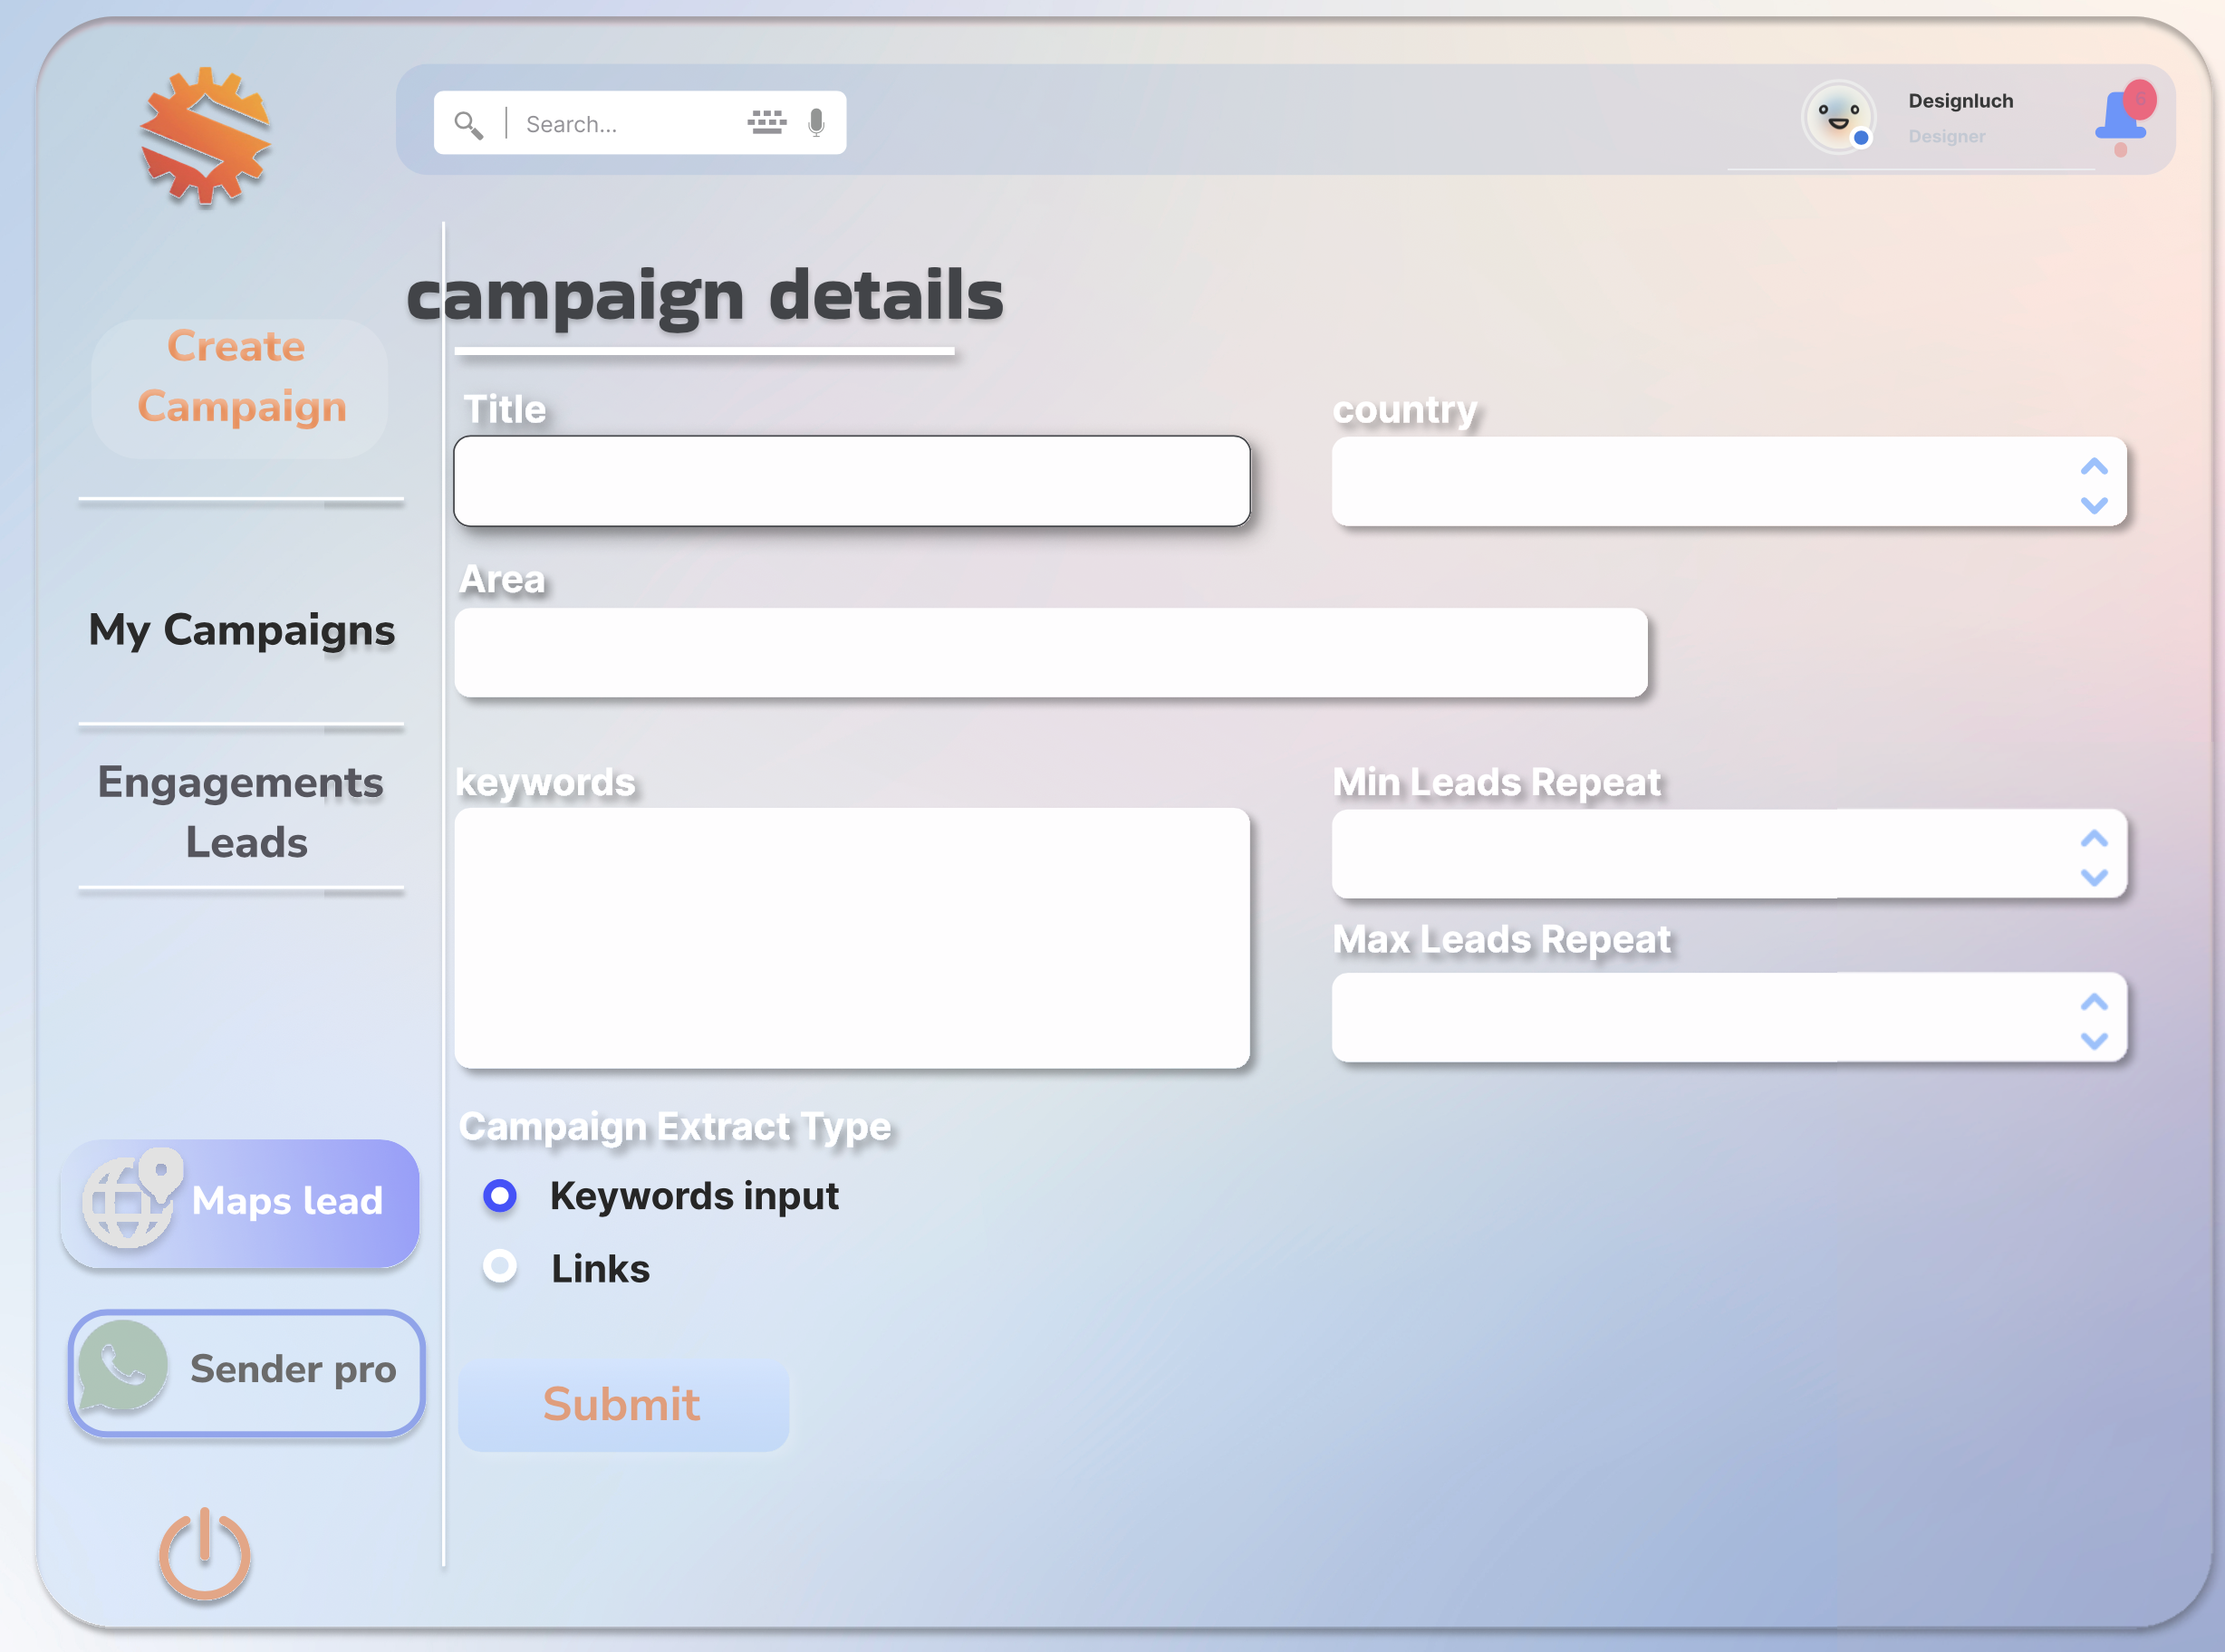 Search...
Designluch
Designer
campaign details
Create
Campaign
Title
country
Area
My Campaigns
Engagements
Leads
keywords
Min Leads Repeat
Max Leads Repeat
Campaign Extract Type
Keywords input
Links
Maps lead
Sender pro
Submit